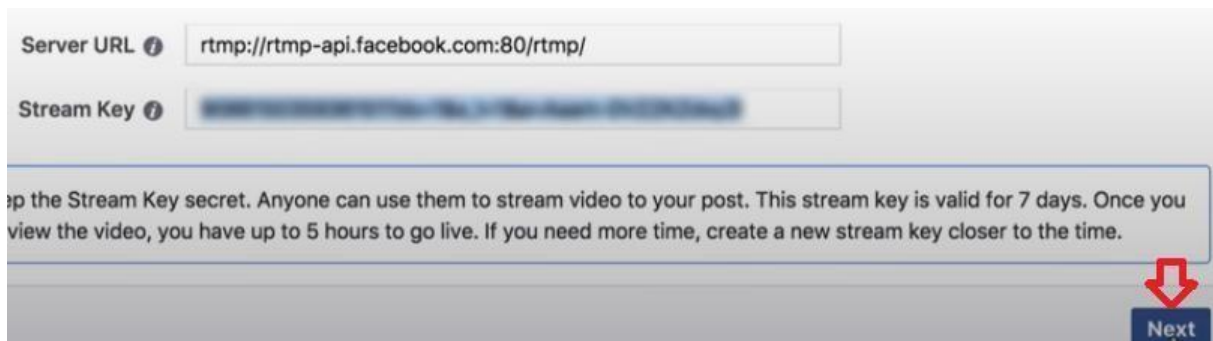 Server URL rtmp://rtmp-api.facebook.com:80/rtmp/
Stream Key
the Stream Key secret. Anyone can use them to stream video to your post. This stream key is valid for 7 days. Once you
view the video, you have up to 5 hours to go live. If you need more time, create a new stream key closer to the time.
Next